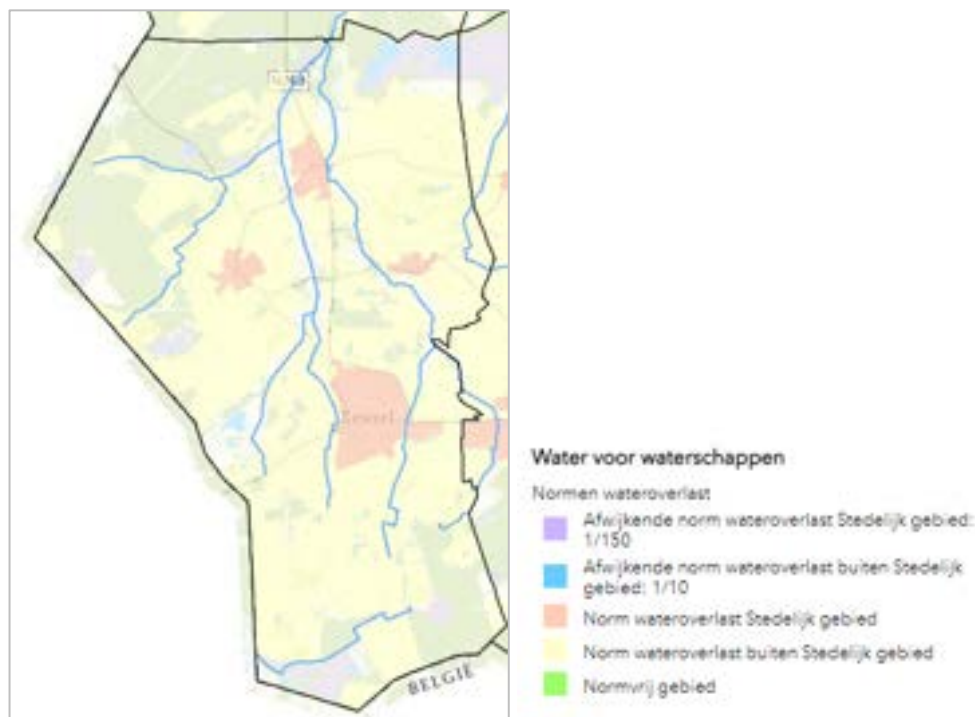 Reusel
BELGIE
Water voor waterschappen
Normen wateroverlast
Afwijkende norm wateroverlast Stedelijk gebied:
1/150
Afwijkende norm wateroverlast buiten Stedelijk
gebied: 1/10
Norm wateroverlast Stedelijk gebied
Norm wateroverlast buiten Stedelijk gebied
Normvrij gebied